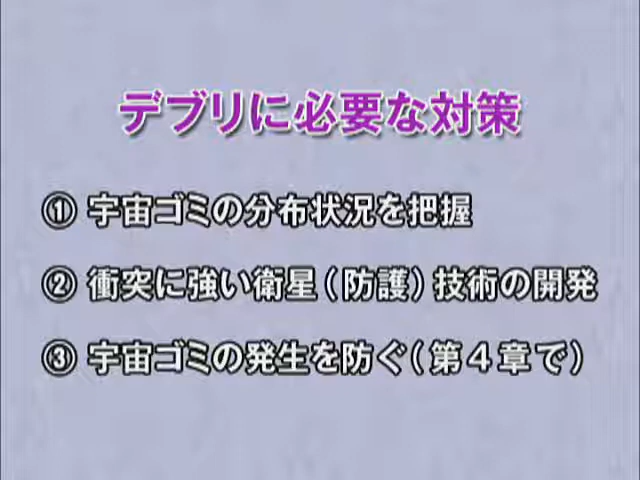 デブリに必要な対策
① 宇宙ゴミの分布状況を把握
② 衝突に強い衛星（防護）技術の開発
③ 宇宙ゴミの発生を防ぐ（第４章で）